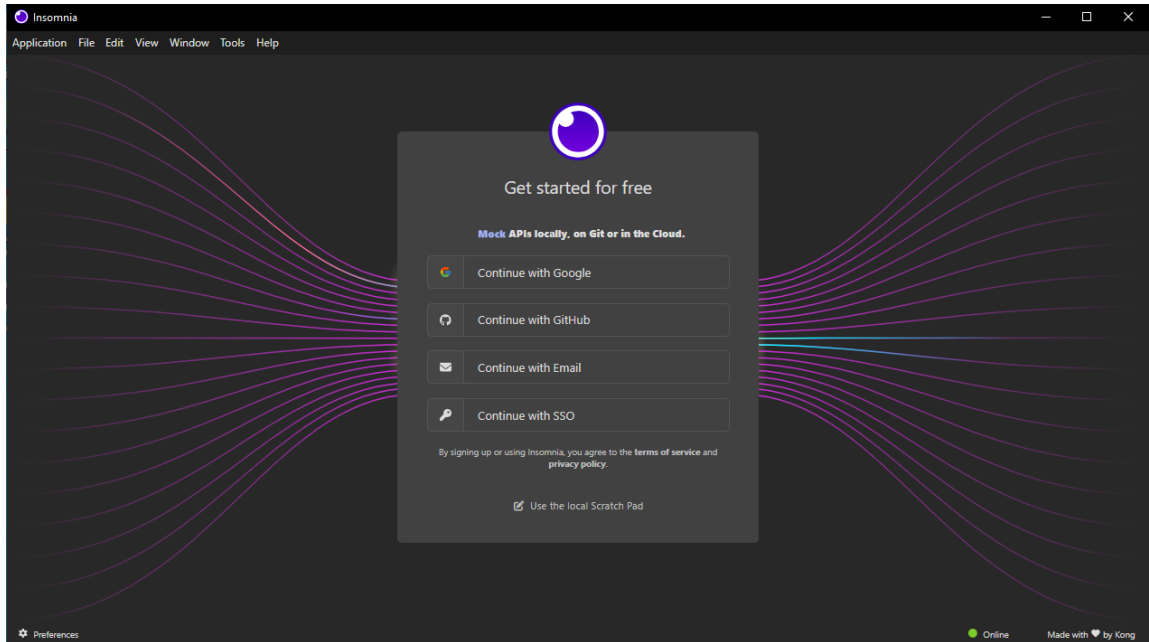 Insomnia
Application File Edit View Window Tools Help
Get started for free
Mock APIs locally, on Git or in the Cloud.
Continue with Google
Continue with GitHub
Continue with Email
Continue with SSO
By signing up or using Insomnia, you agree to the terms of service and
privacy policy.
Use the local Scratch Pad
Preferences
Online
Made with ♥ by Kong